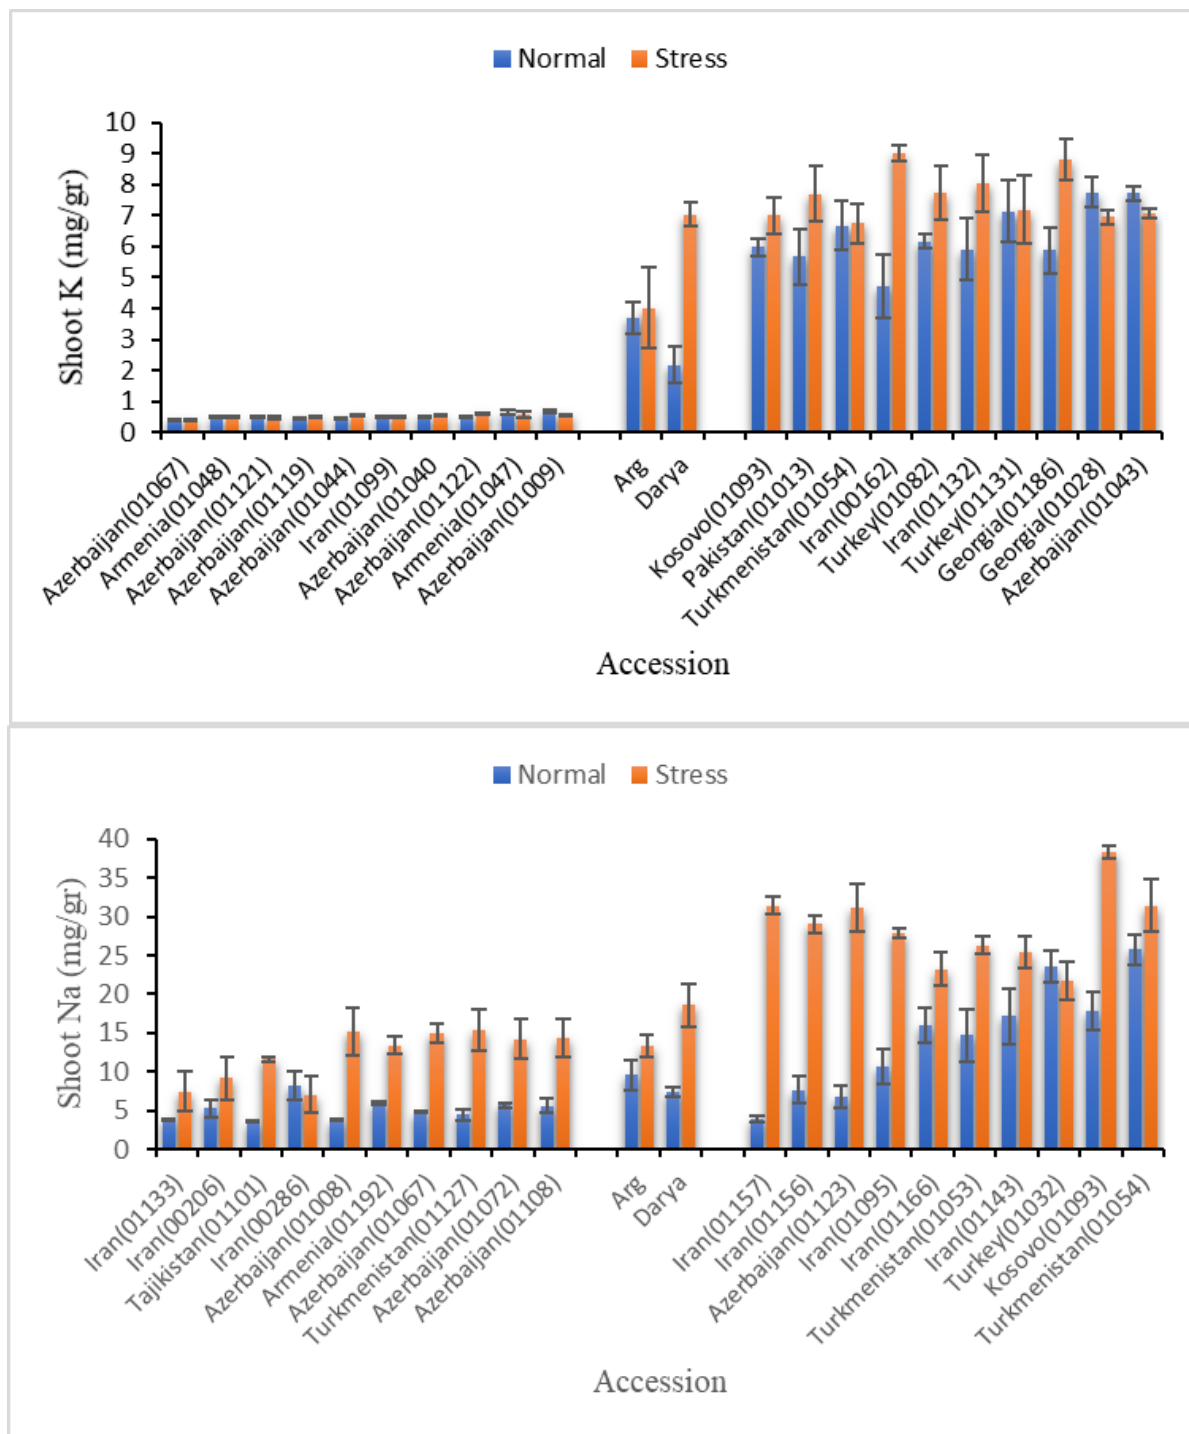 Normal Stress
Shoot K (mg/gr)
10
9
8
7
6
5
4
3
2
1
0
Azerbaijan(01067)
Armenia(01048)
Azerbaijan(01121)
Azerbaijan(01119)
Azerbaijan(01044)
Iran(01099)
Azerbaijan(01040
Azerbaijan(01122)
Armenia(01047)
Azerbaijan(01009)
Arg
Darya
Kosovo(01093)
Pakistan(01013)
Turkmenistan(01054)
Iran(00162)
Turkey(01082)
Iran(01132)
Turkey(01131)
Georgia(01186)
Georgia(01028)
Azerbaijan(01043)
Accession
Normal Stress
Shoot Na (mg/gr)
40
35
30
25
20
15
10
5
0
Iran(01133)
Iran(00206)
Tajikistan(01101)
Iran(00286)
Azerbaijan(01008)
Armenia(01192)
Azerbaijan(01067)
Turkmenistan(01127)
Azerbaijan(01072)
Azerbaijan(01108)
Arg
Darya
Iran(01157)
Iran(01156)
Azerbaijan(01123)
Iran(01095)
Iran(01166)
Turkmenistan(01053)
Iran(01143)
Turkey(01032)
Kosovo(01093)
Turkmenistan(01054)
Accession